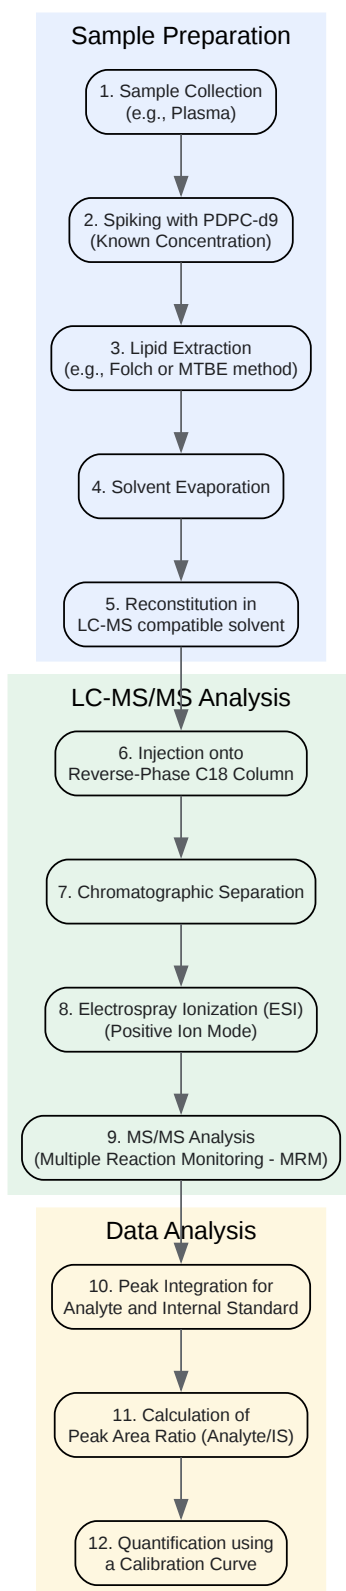 Sample Preparation
1. Sample Collection
(e.g., Plasma)
2. Spiking with PDPC-d9
(Known Concentration)
3. Lipid Extraction
(e.g., Folch or MTBE method)
4. Solvent Evaporation
5. Reconstitution in
LC-MS compatible solvent
LC-MS/MS Analysis
6. Injection onto
Reverse-Phase C18 Column
7. Chromatographic Separation
8. Electrospray Ionization (ESI)
(Positive Ion Mode)
9. MS/MS Analysis
(Multiple Reaction Monitoring - MRM)
Data Analysis
10. Peak Integration for
Analyte and Internal Standard
11. Calculation of
Peak Area Ratio (Analyte/IS)
12. Quantification using
a Calibration Curve